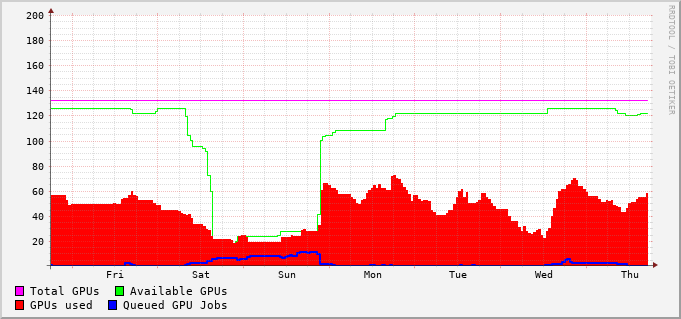 200
180
160
140
120
100
80
60
40
20
Fri Sat Sun Mon Tue Wed Thu
Total GPUs Available GPUs
GPUs used Queued GPU Jobs
RRDTOOL / TOBI OETIKER